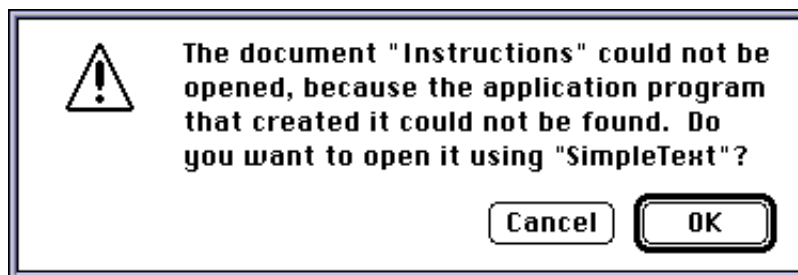 The document "Instructions" could not be
opened, because the application program
that created it could not be found.  Do
you want to open it using "SimpleText"?
Cancel
OK